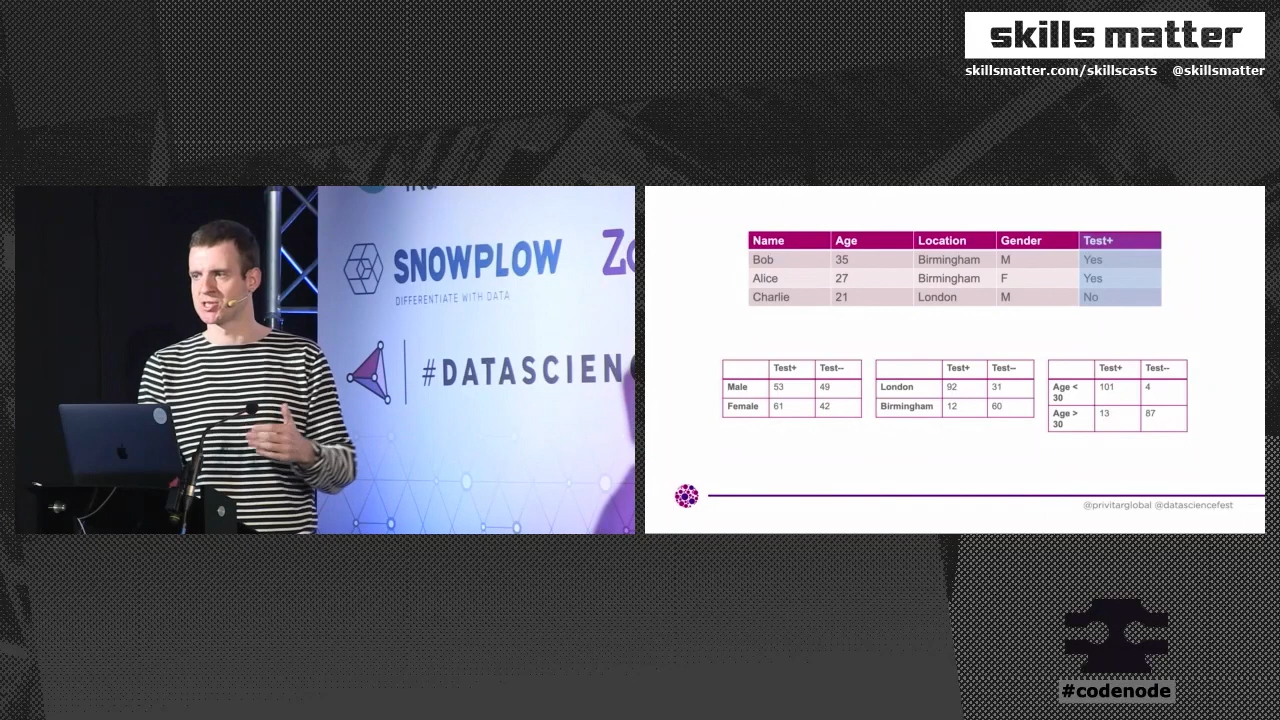 skills matter
skillsmatter.com/skillscasts @skillsmatter
SNOWPLOW
DIFFERENTIATE WITH DATA
#DATASCIEN
Name Age Location Gender Test+
Bob 35 Birmingham M Yes
Alice 27 Birmingham F Yes
Charlie 21 London M No
Test+ Test--
Male 53 49
Female 61 42
Test+ Test--
London 92 31
Birmingham 12 60
Test+ Test--
Age < 30 101 4
Age > 30 13 87
@privitarglobal @datasciencefest
#codenode